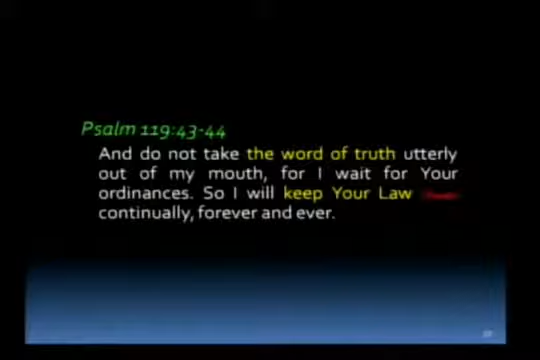 Psalm 119:43-44
And do not take the word of truth utterly
out of my mouth, for I wait for Your
ordinances. So I will keep Your Law
continually, forever and ever.